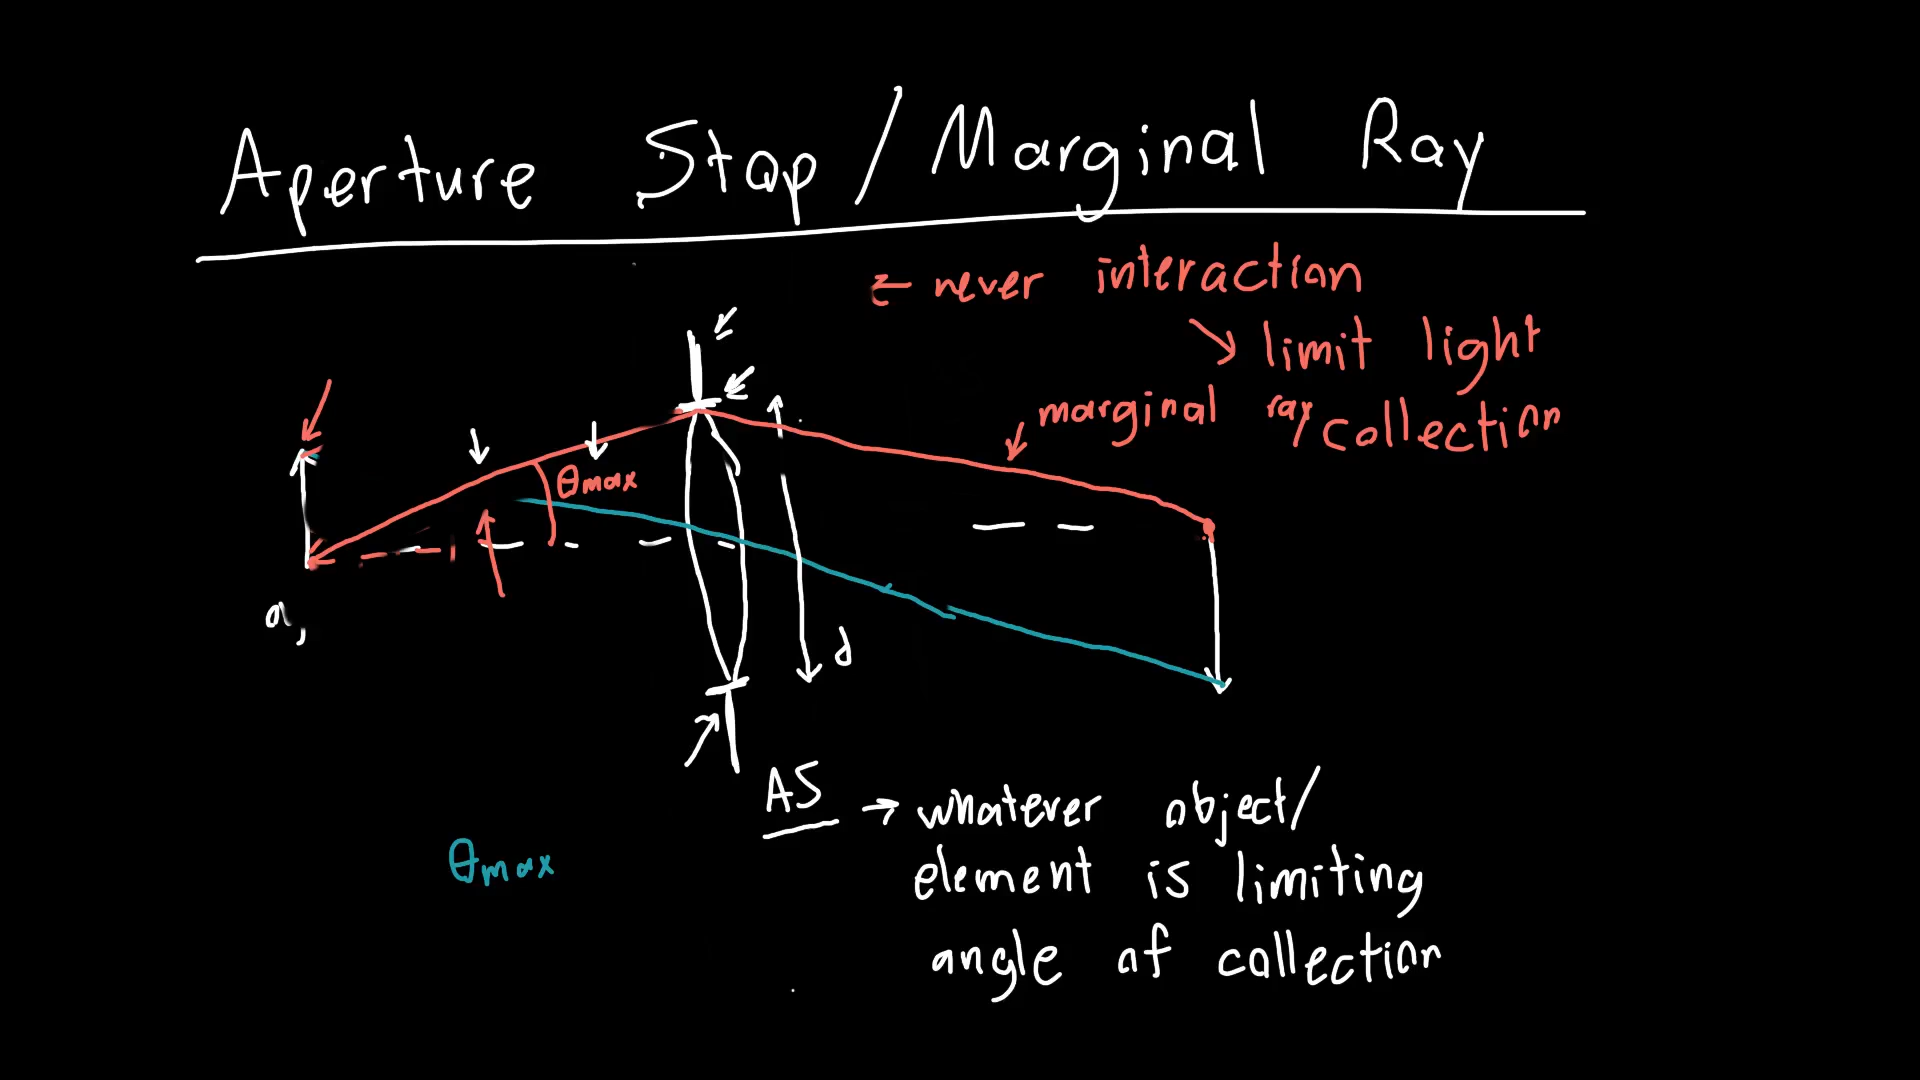 Aperture Stop/Marginal Ray
← never interaction
↘ limit light
marginal ray
collection
θmax
d
AS → whatever object/
element is limiting
angle of collection
θmax